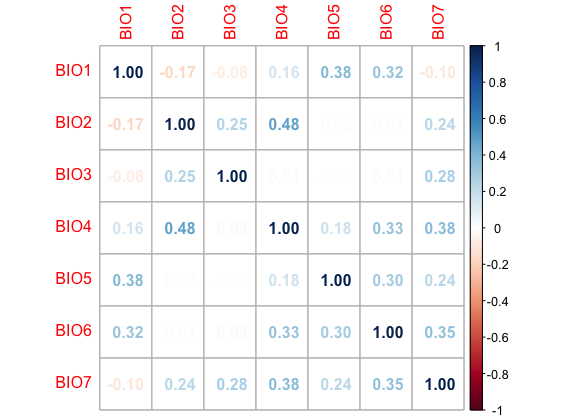 BIO1 BIO2 BIO3 BIO4 BIO5 BIO6 BIO7
BIO1 1.00 -0.17 -0.08 0.16 0.38 0.32 -0.10
BIO2 -0.17 1.00 0.25 0.48 0.24
BIO3 -0.08 0.25 1.00 0.03 0.03 0.28
BIO4 0.16 0.48 0.03 1.00 0.18 0.33 0.38
BIO5 0.38 0.18 1.00 0.30 0.24
BIO6 0.32 0.03 0.33 0.30 1.00 0.35
BIO7 -0.10 0.24 0.28 0.38 0.24 0.35 1.00
1
0.8
0.6
0.4
0.2
0
-0.2
-0.4
-0.6
-0.8
-1